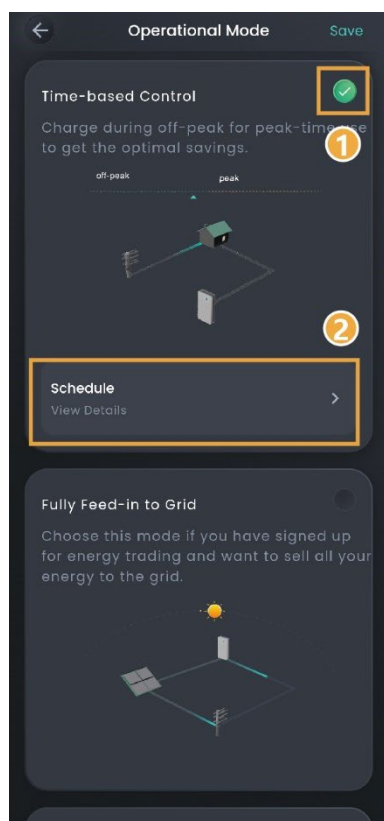 Operational Mode
Save
Time-based Control
Charge during off-peak for peak-time use
to get the optimal savings.
1
off-peak
peak
2
Schedule
View Details
Fully Feed-in to Grid
Choose this mode if you have signed up
for energy trading and want to sell all your
energy to the grid.